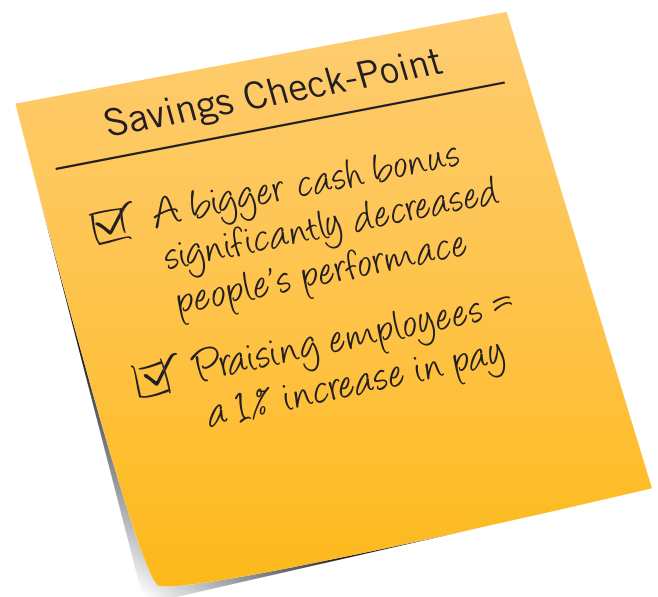 Savings Check-Point
A bigger cash bonus
significantly decreased
people's performace
Praising employees =
a 1% increase in pay